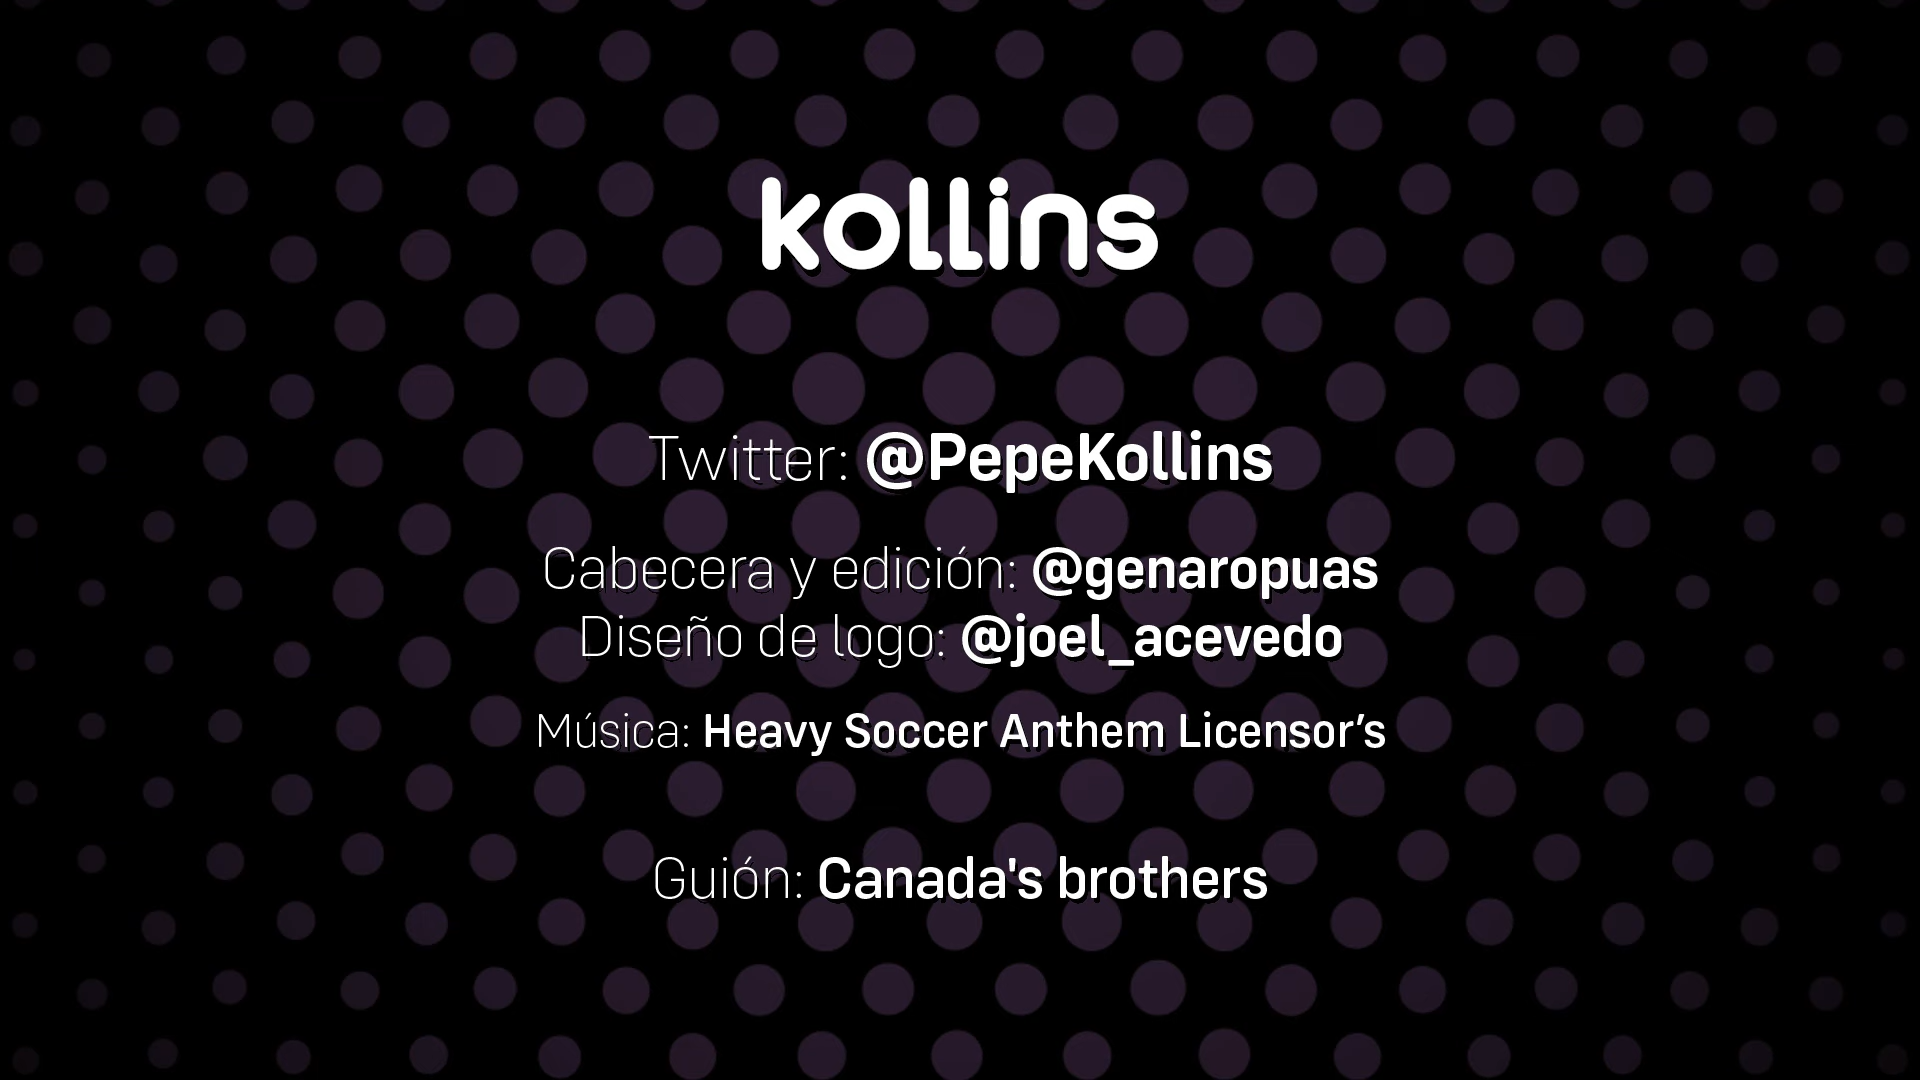 kollins
Twitter: @PepeKollins
Cabecera y edición: @genaropuas
Diseño de logo: @joel_acevedo
Música: Heavy Soccer Anthem Licensor’s
Guión: Canada's brothers